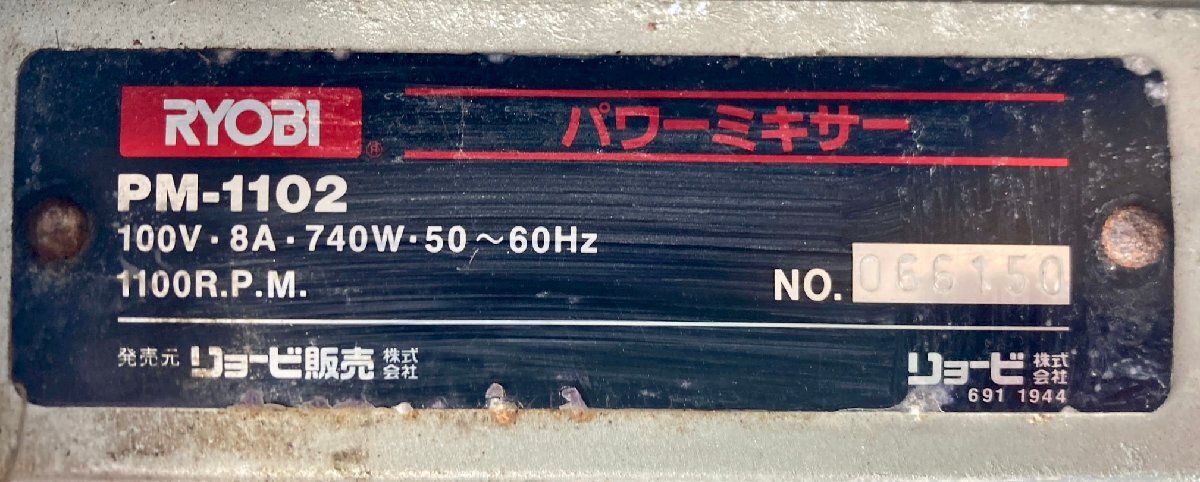 RYOBI® パワーミキサー
PM-1102
100V・8A・740W・50～60Hz
1100R.P.M. NO. 066150
発売元 リョービ販売株式会社 リョービ株式会社
691 1944